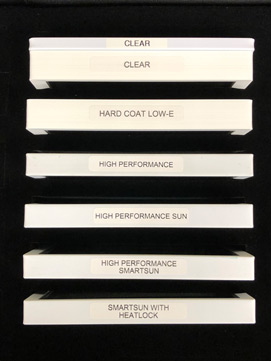 CLEAR
CLEAR
HARD COAT LOW-E
HIGH PERFORMANCE
HIGH PERFORMANCE SUN
HIGH PERFORMANCE
SMARTSUN
SMARTSUN WITH
HEATLOCK